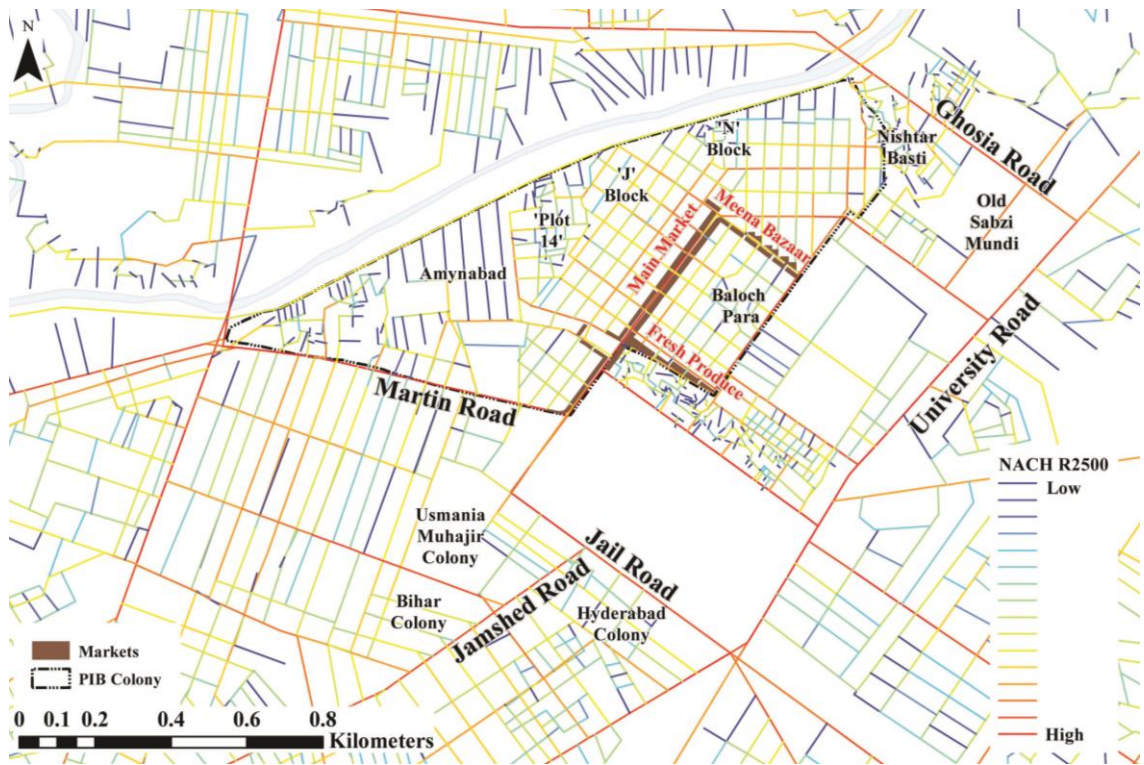 N
Ghosia Road
'N'
Block
Nishtar
Basti
'J'
Block
Old
Sabzi
Mundi
'Plot
14'
Meena Bazaar
Main Market
Amynabad
Baloch
Para
Fresh Produce
University Road
Martin Road
NACH R2500
Low
High
Usmania
Muhajir
Colony
Jail Road
Bihar
Colony
Jamshed Road
Hyderabad
Colony
Markets
PIB Colony
0 0.1 0.2 0.4 0.6 0.8
Kilometers